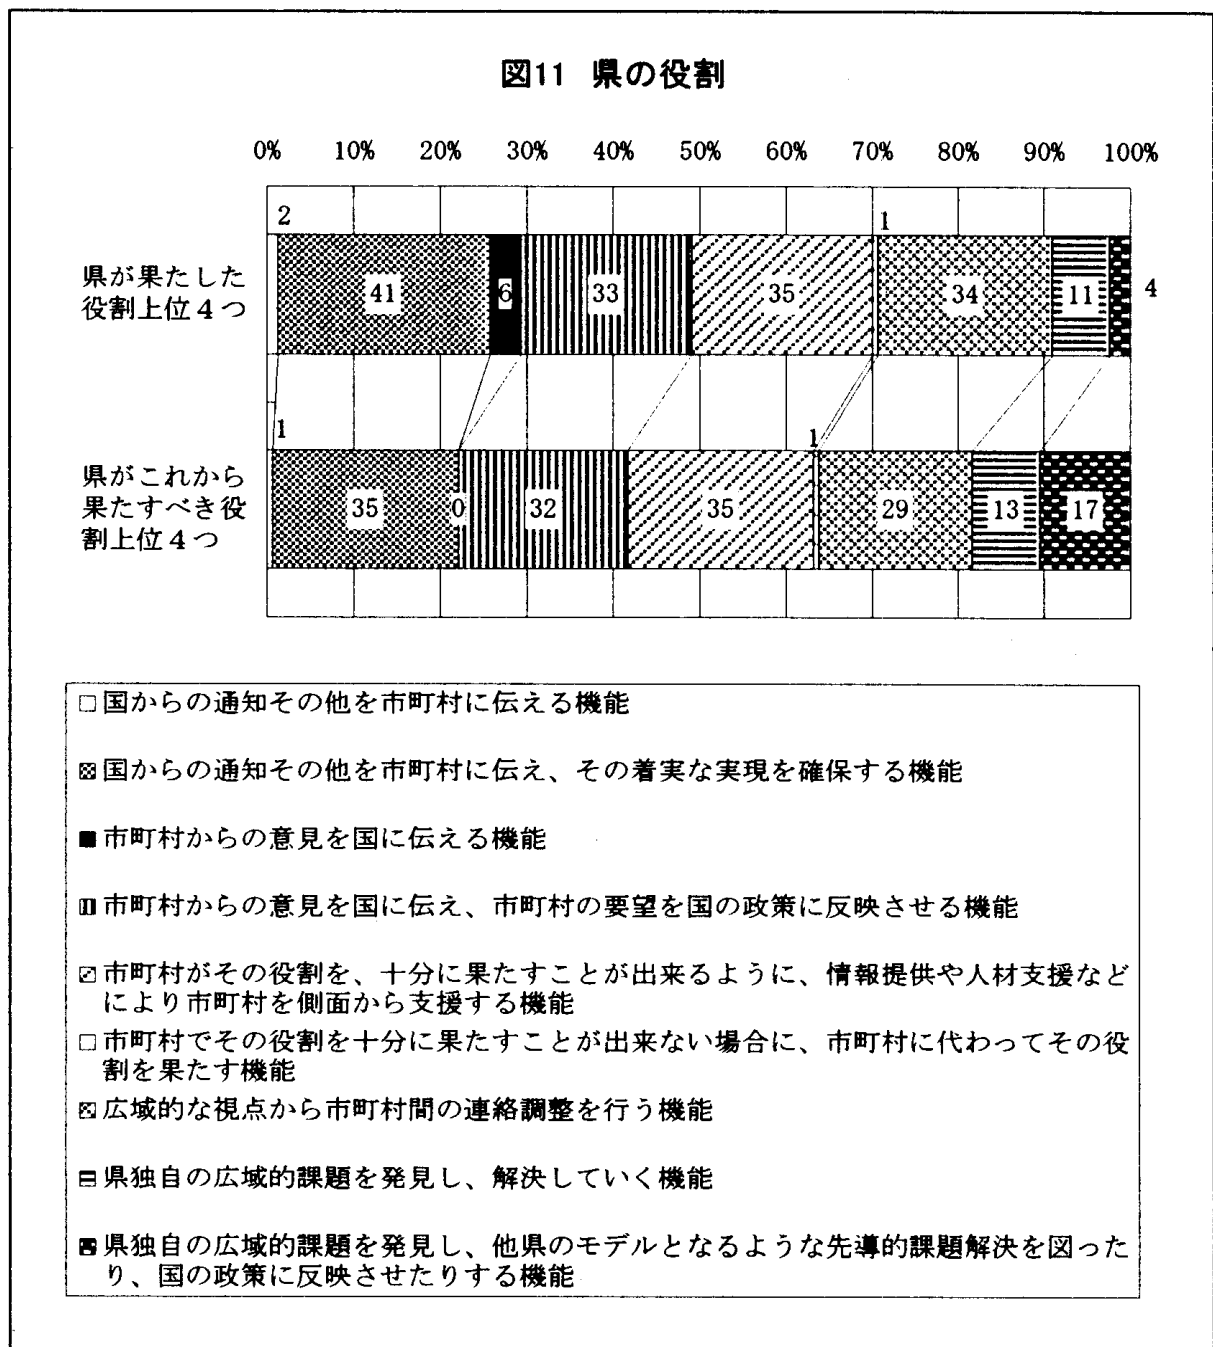 図11 県の役割
0% 10% 20% 30% 40% 50% 60% 70% 80% 90% 100%
2 1
県が果たした
役割上位4つ
41 6 33 35 34 11 4
1 1
県がこれから
果たすべき役
割上位4つ
35 0 32 35 29 13 17
国からの通知その他を市町村に伝える機能
国からの通知その他を市町村に伝え、その着実な実現を確保する機能
市町村からの意見を国に伝える機能
市町村からの意見を国に伝え、市町村の要望を国の政策に反映させる機能
市町村がその役割を、十分に果たすことが出来るように、情報提供や人材支援など
により市町村を側面から支援する機能
市町村でその役割を十分に果たすことが出来ない場合に、市町村に代わってその役
割を果たす機能
広域的な視点から市町村間の連絡調整を行う機能
県独自の広域的課題を発見し、解決していく機能
県独自の広域的課題を発見し、他県のモデルとなるような先導的課題解決を図った
り、国の政策に反映させたりする機能